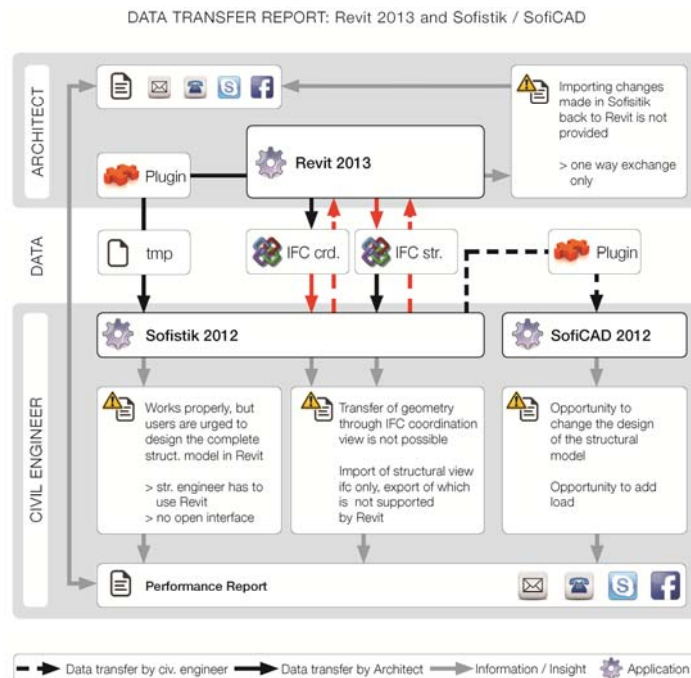 DATA TRANSFER REPORT: Revit 2013 and Sofistik / SofiCAD
ARCHITECT
Importing changes
made in Sofisitik
back to Revit is not
provided
> one way exchange
only
Revit 2013
Plugin
DATA
tmp
IFC crd.
IFC str.
Plugin
CIVIL ENGINEER
Sofistik 2012
SofiCAD 2012
Works properly, but
users are urged to
design the complete
struct. model in Revit
> str. engineer has to
use Revit
> no open interface
Transfer of geometry
through IFC coordination
view is not possible
Import of structural view
ifc only, export of which
is not supported
by Revit
Opportunity to
change the design
of the structural
model
Opportunity to add
load
Performance Report
Data transfer by civ. engineer
Data transfer by Architect
Information / Insight
Application